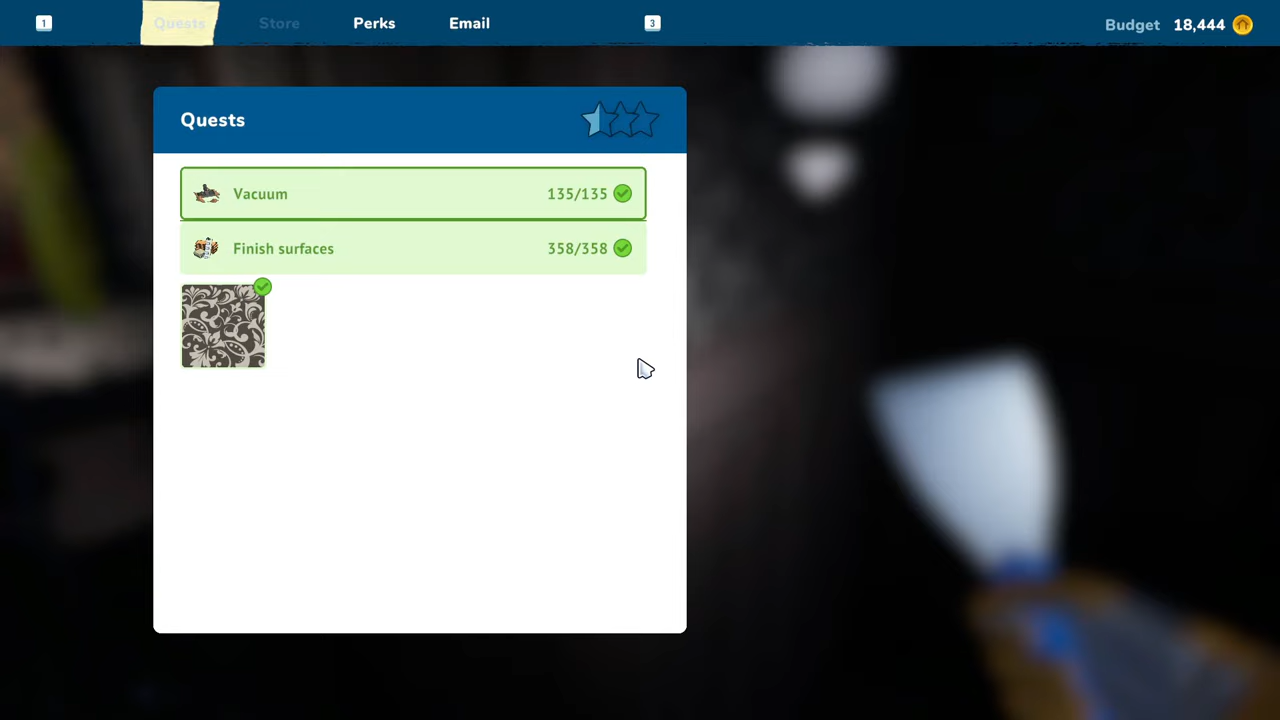 1 Quests Store Perks Email 3 Budget 18,444
Quests
Vacuum 135/135
Finish surfaces 358/358